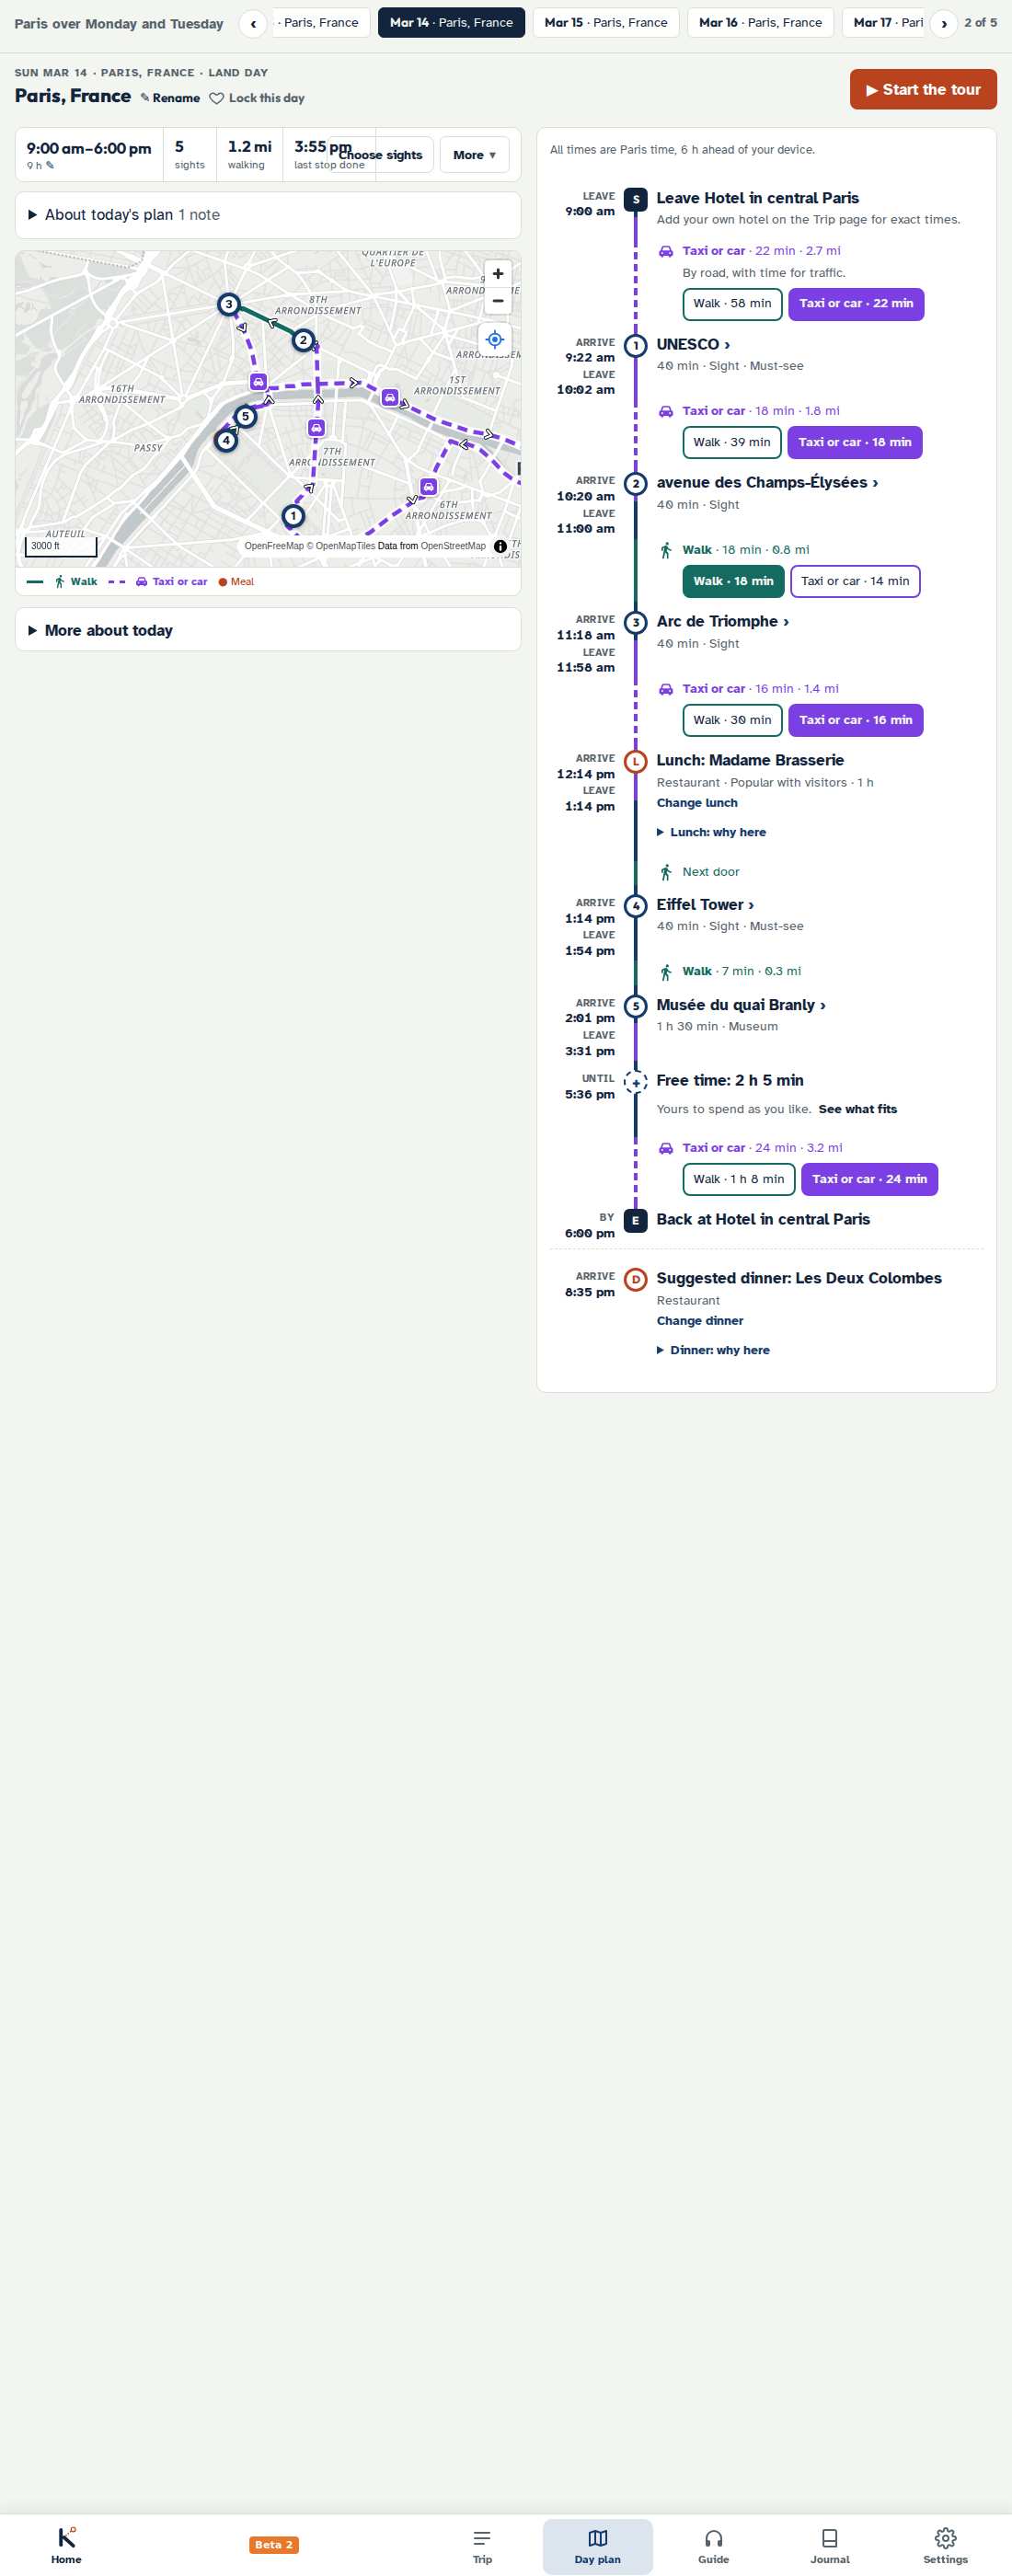 Paris over Monday and Tuesday
‹
· Paris, France
Mar 14 · Paris, France
Mar 15 · Paris, France
Mar 16 · Paris, France
Mar 17 · Pari
›
2 of 5
SUN MAR 14 · PARIS, FRANCE · LAND DAY
Paris, France
✎ Rename
Lock this day
▶ Start the tour
9:00 am–6:00 pm
9 h ✎
5
sights
1.2 mi
walking
3:55 pm
last stop done
Choose sights
More ▾
▶ About today's plan 1 note
QUARTIER DE
L'EUROPE
8TH
ARRONDISSEMENT
16TH
ARRONDISSEMENT
1ST
ARRONDISSEMENT
PASSY
7TH
ARRONDISSEMENT
6TH
ARRONDISSEMENT
AUTEUIL
3
2
5
4
1
+
−
3000 ft
OpenFreeMap © OpenMapTiles Data from OpenStreetMap
Walk
Taxi or car
Meal
▶ More about today
All times are Paris time, 6 h ahead of your device.
LEAVE
9:00 am
S
Leave Hotel in central Paris
Add your own hotel on the Trip page for exact times.
Taxi or car · 22 min · 2.7 mi
By road, with time for traffic.
Walk · 58 min
Taxi or car · 22 min
ARRIVE
9:22 am
LEAVE
10:02 am
1
UNESCO ›
40 min · Sight · Must-see
Taxi or car · 18 min · 1.8 mi
Walk · 39 min
Taxi or car · 18 min
ARRIVE
10:20 am
LEAVE
11:00 am
2
avenue des Champs-Élysées ›
40 min · Sight
Walk · 18 min · 0.8 mi
Walk · 18 min
Taxi or car · 14 min
ARRIVE
11:18 am
LEAVE
11:58 am
3
Arc de Triomphe ›
40 min · Sight
Taxi or car · 16 min · 1.4 mi
Walk · 30 min
Taxi or car · 16 min
ARRIVE
12:14 pm
LEAVE
1:14 pm
L
Lunch: Madame Brasserie
Restaurant · Popular with visitors · 1 h
Change lunch
▶ Lunch: why here
Next door
ARRIVE
1:14 pm
LEAVE
1:54 pm
4
Eiffel Tower ›
40 min · Sight · Must-see
Walk · 7 min · 0.3 mi
ARRIVE
2:01 pm
LEAVE
3:31 pm
5
Musée du quai Branly ›
1 h 30 min · Museum
UNTIL
5:36 pm
+
Free time: 2 h 5 min
Yours to spend as you like. See what fits
Taxi or car · 24 min · 3.2 mi
Walk · 1 h 8 min
Taxi or car · 24 min
BY
6:00 pm
E
Back at Hotel in central Paris
ARRIVE
8:35 pm
D
Suggested dinner: Les Deux Colombes
Restaurant
Change dinner
▶ Dinner: why here
Home
Beta 2
Trip
Day plan
Guide
Journal
Settings